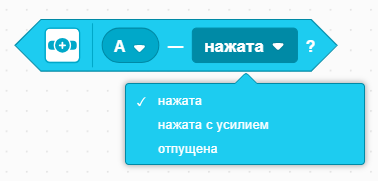 A — нажата ?
✓ нажата
нажата с усилием
отпущена